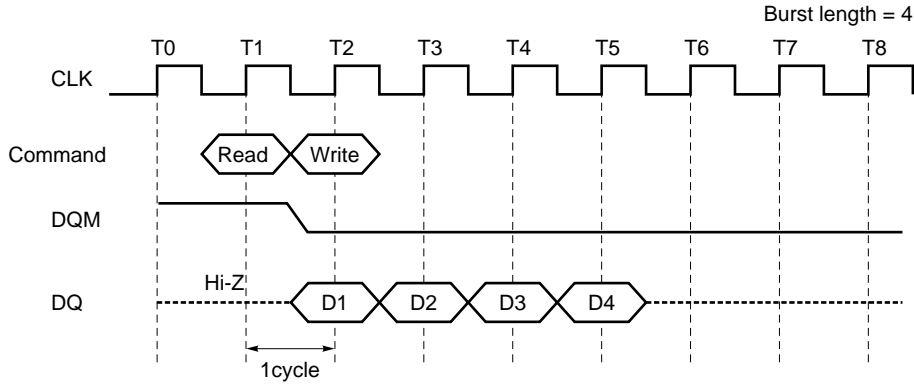 Burst length = 4
T0 T1 T2 T3 T4 T5 T6 T7 T8
CLK
Command Read Write
DQM
Hi-Z
DQ D1 D2 D3 D4
1cycle